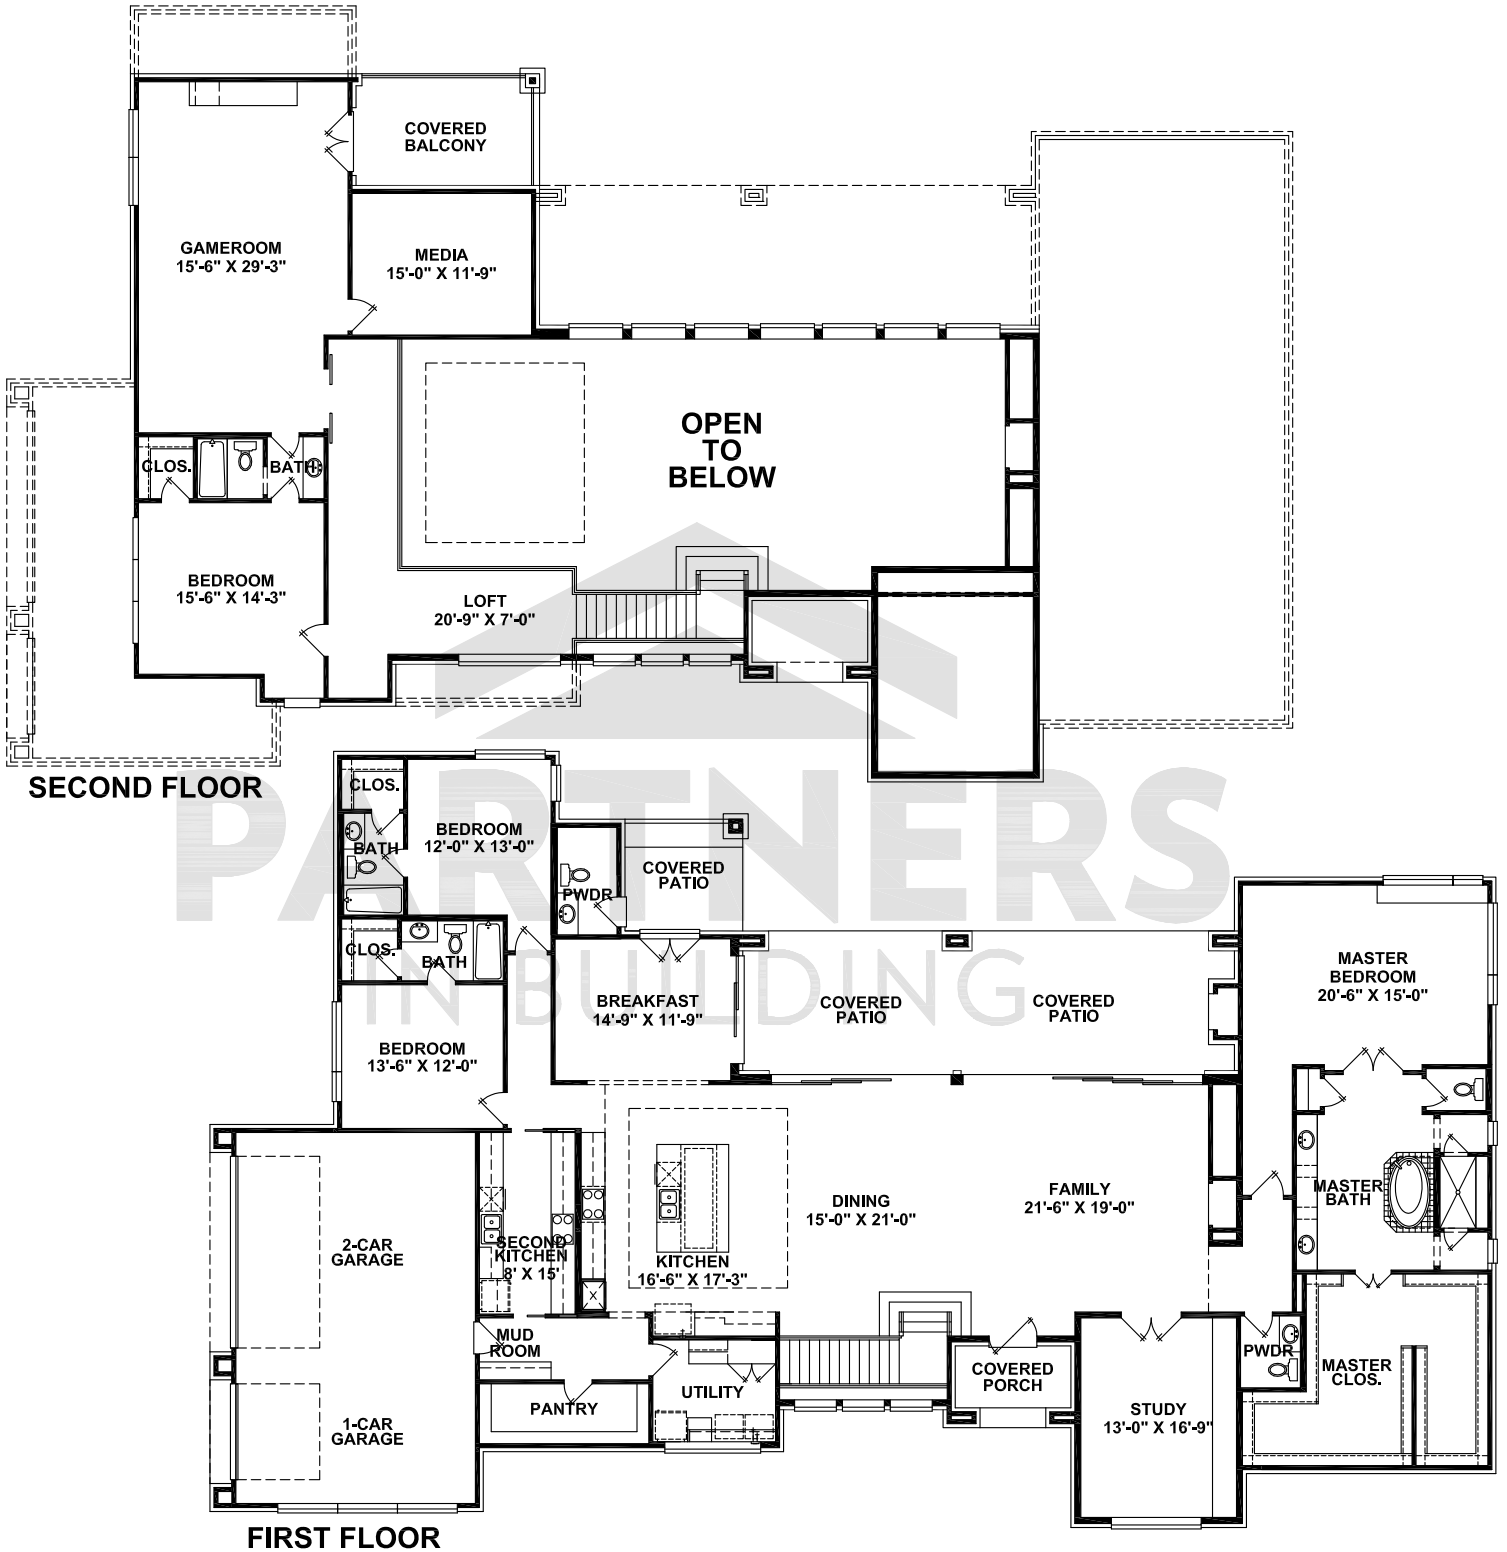 COVERED
BALCONY
GAMEROOM
15'-6" X 29'-3"
MEDIA
15'-0" X 11'-9"
OPEN
TO
BELOW
CLOS.
BATH
BEDROOM
15'-6" X 14'-3"
LOFT
20'-9" X 7'-0"
SECOND FLOOR
PARTNERS
IN BUILDING
CLOS.
BATH
BEDROOM
12'-0" X 13'-0"
PWDR
COVERED
PATIO
CLOS.
BATH
BREAKFAST
14'-9" X 11'-9"
COVERED
PATIO
COVERED
PATIO
MASTER
BEDROOM
20'-6" X 15'-0"
BEDROOM
13'-6" X 12'-0"
MASTER
BATH
DINING
15'-0" X 21'-0"
FAMILY
21'-6" X 19'-0"
2-CAR
GARAGE
SECOND
KITCHEN
8' X 15'
KITCHEN
16'-6" X 17'-3"
MUD
ROOM
PWDR
COVERED
PORCH
MASTER
CLOS.
UTILITY
PANTRY
STUDY
13'-0" X 16'-9"
1-CAR
GARAGE
FIRST FLOOR